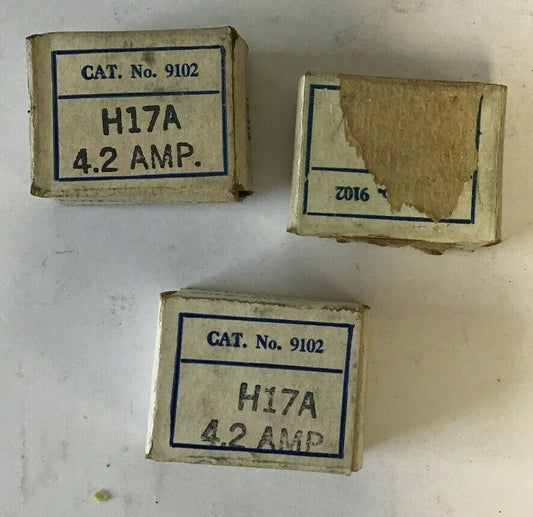 CAT. No. 9102
H17A
4.2 AMP.
. 9102
CAT. No. 9102
H17A
4.2 AMP